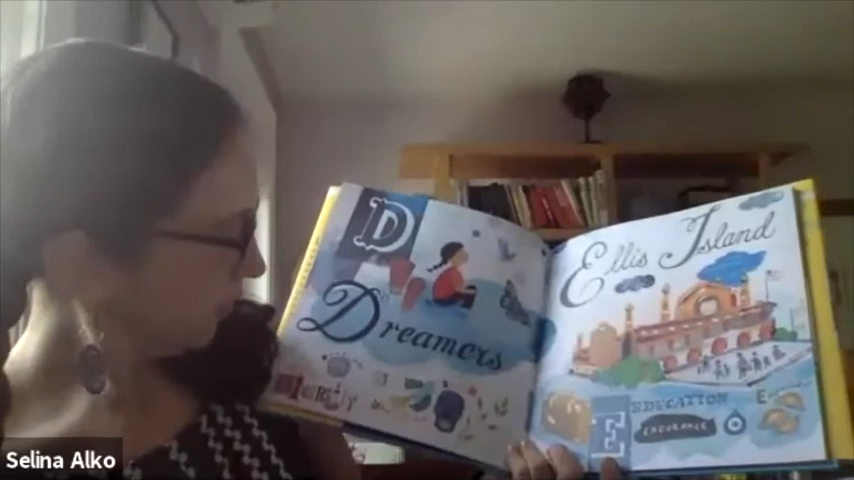 D
Dreamers
Ellis Island
E
EDUCATION
ENDURANCE
Selina Alko